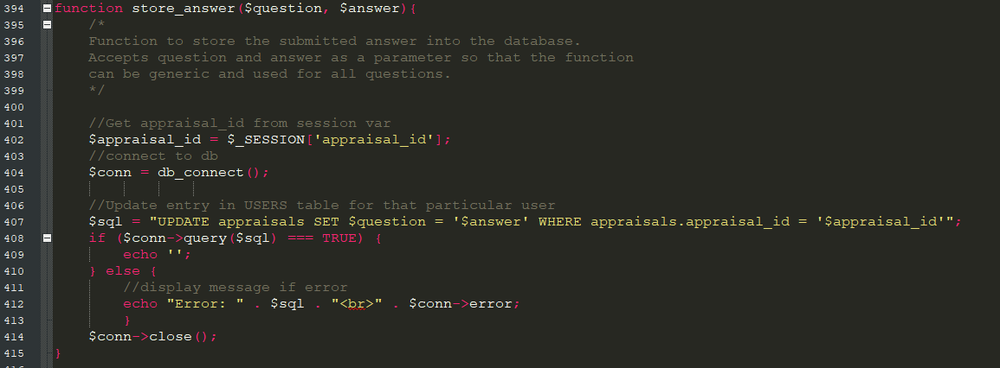 394 function store_answer($question, $answer){
395 /*
396 Function to store the submitted answer into the database.
397 Accepts question and answer as a parameter so that the function
398 can be generic and used for all questions.
399 */
400
401 //Get appraisal_id from session var
402 $appraisal_id = $_SESSION['appraisal_id'];
403 //connect to db
404 $conn = db_connect();
405
406 //Update entry in USERS table for that particular user
407 $sql = "UPDATE appraisals SET $question = '$answer' WHERE appraisals.appraisal_id = '$appraisal_id'";
408 if ($conn->query($sql) === TRUE) {
409 echo '';
410 } else {
411 //display message if error
412 echo "Error: " . $sql . "<br>" . $conn->error;
413 }
414 $conn->close();
415 }